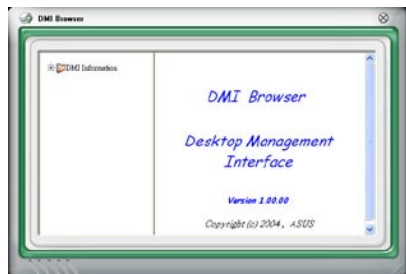 DMI Browser
DMI Information
DMI Browser
Desktop Management
Interface
Version 1.00.00
Copyright (c) 2004, ASUS